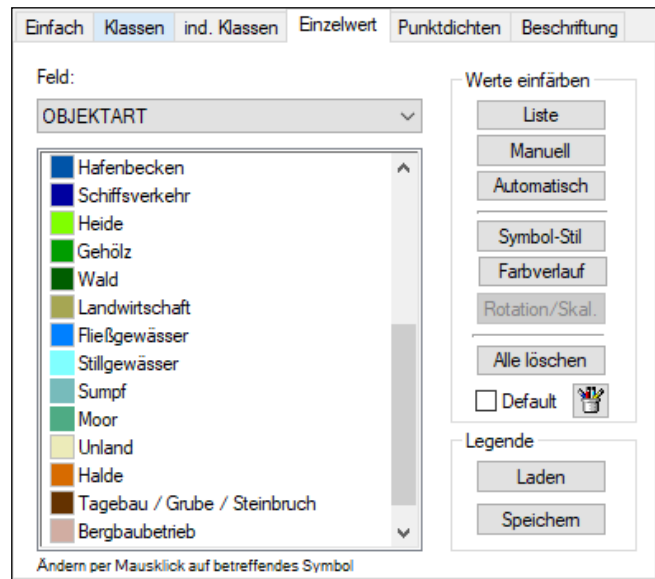 Einfach Klassen ind. Klassen Einzelwert Punktdichten Beschriftung
Feld:
OBJEKTART
Hafenbecken
Schiffsverkehr
Heide
Gehölz
Wald
Landwirtschaft
Fließgewässer
Stillgewässer
Sumpf
Moor
Unland
Halde
Tagebau / Grube / Steinbruch
Bergbaubetrieb
Ändern per Mausklick auf betreffendes Symbol
Werte einfärben
Liste
Manuell
Automatisch
Symbol-Stil
Farbverlauf
Rotation/Skal.
Alle löschen
Default
Legende
Laden
Speichern